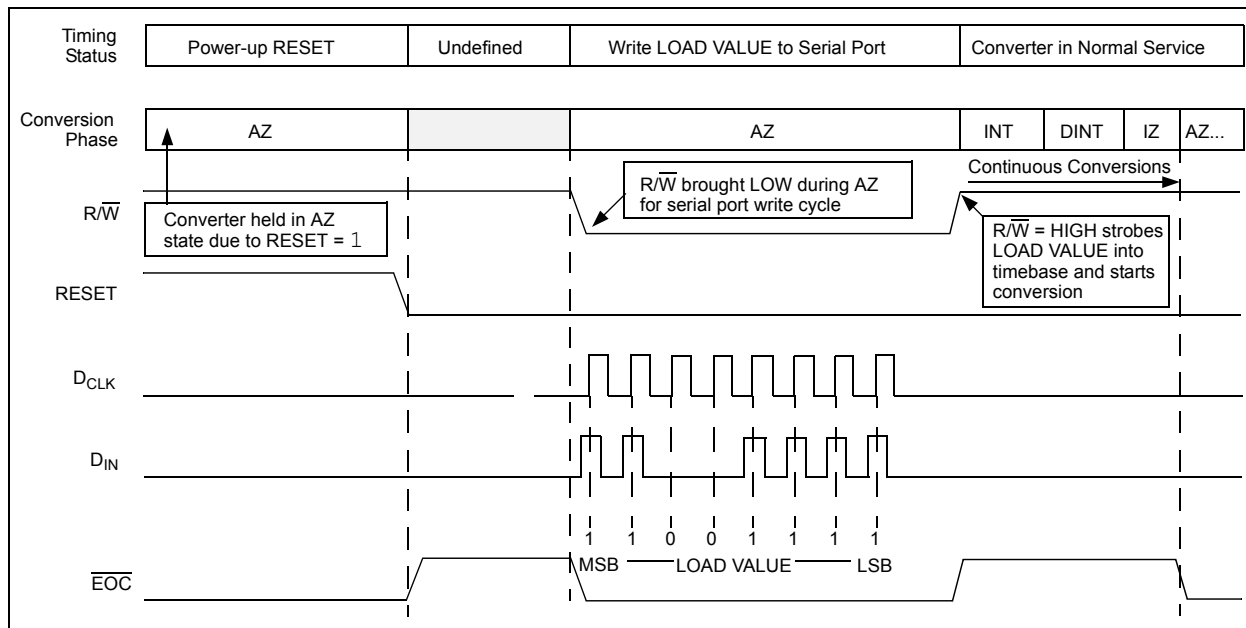 Timing
Status
Power-up RESET
Undefined
Write LOAD VALUE to Serial Port
Converter in Normal Service
Conversion
Phase
AZ
AZ
INT
DINT
IZ
AZ...
Continuous Conversions
R/W̅
R/W̅ brought LOW during AZ
for serial port write cycle
Converter held in AZ
state due to RESET = 1
R/W̅ = HIGH strobes
LOAD VALUE into
timebase and starts
conversion
RESET
DCLK
DIN
1 1 0 0 1 1 1 1
MSB LOAD VALUE LSB
E̅O̅C̅